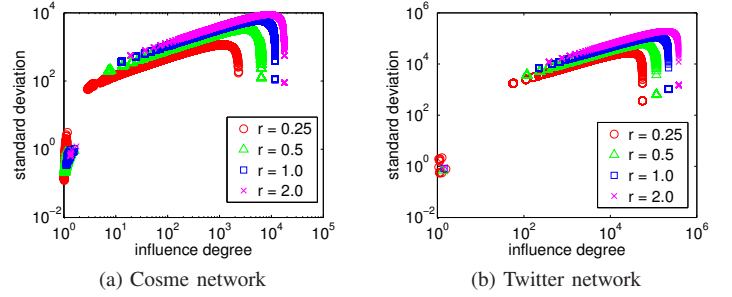 standard deviation
10^4
10^2
10^0
10^-2
r = 0.25
r = 0.5
r = 1.0
r = 2.0
10^0
10^1
10^2
10^3
10^4
10^5
influence degree
(a) Cosme network
standard deviation
10^6
10^4
10^2
10^0
10^-2
r = 0.25
r = 0.5
r = 1.0
r = 2.0
10^0
10^2
10^4
10^6
influence degree
(b) Twitter network